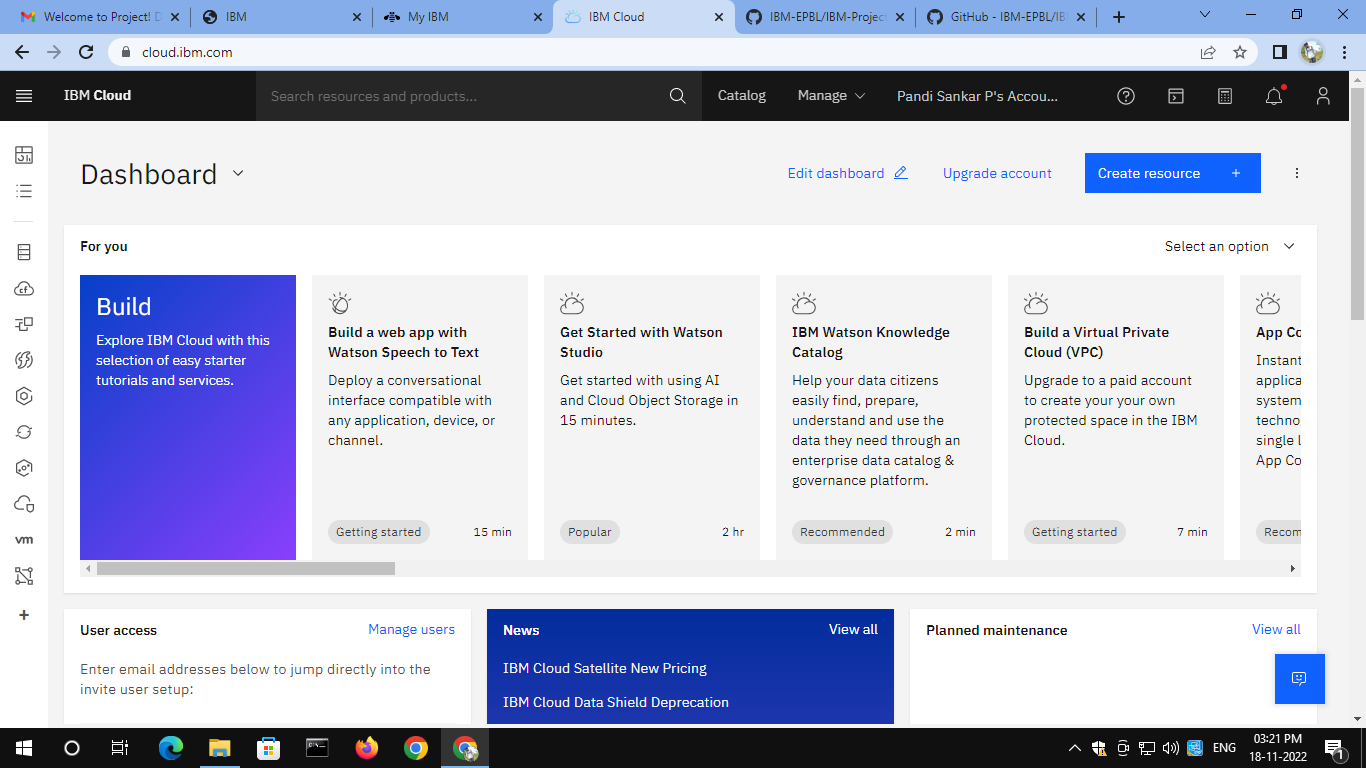 Welcome to Project! D
IBM
My IBM
IBM Cloud
IBM-EPBL/IBM-Projec
GitHub - IBM-EPBL/IB
cloud.ibm.com
IBM Cloud
Search resources and products...
Catalog
Manage
Pandi Sankar P's Accou...
Dashboard
Edit dashboard
Upgrade account
Create resource +
For you
Select an option
Build
Explore IBM Cloud with this
selection of easy starter
tutorials and services.
Build a web app with
Watson Speech to Text
Deploy a conversational
interface compatible with
any application, device, or
channel.
Getting started
15 min
Get Started with Watson
Studio
Get started with using AI
and Cloud Object Storage in
15 minutes.
Popular
2 hr
IBM Watson Knowledge
Catalog
Help your data citizens
easily find, prepare,
understand and use the
data they need through an
enterprise data catalog &
governance platform.
Recommended
2 min
Build a Virtual Private
Cloud (VPC)
Upgrade to a paid account
to create your your own
protected space in the IBM
Cloud.
Getting started
7 min
App Co
Instant
applica
system
techno
single l
App Co
Recom
cf
vm
User access
Manage users
Enter email addresses below to jump directly into the
invite user setup:
News
View all
IBM Cloud Satellite New Pricing
IBM Cloud Data Shield Deprecation
Planned maintenance
View all
ENG
03:21 PM
18-11-2022
1